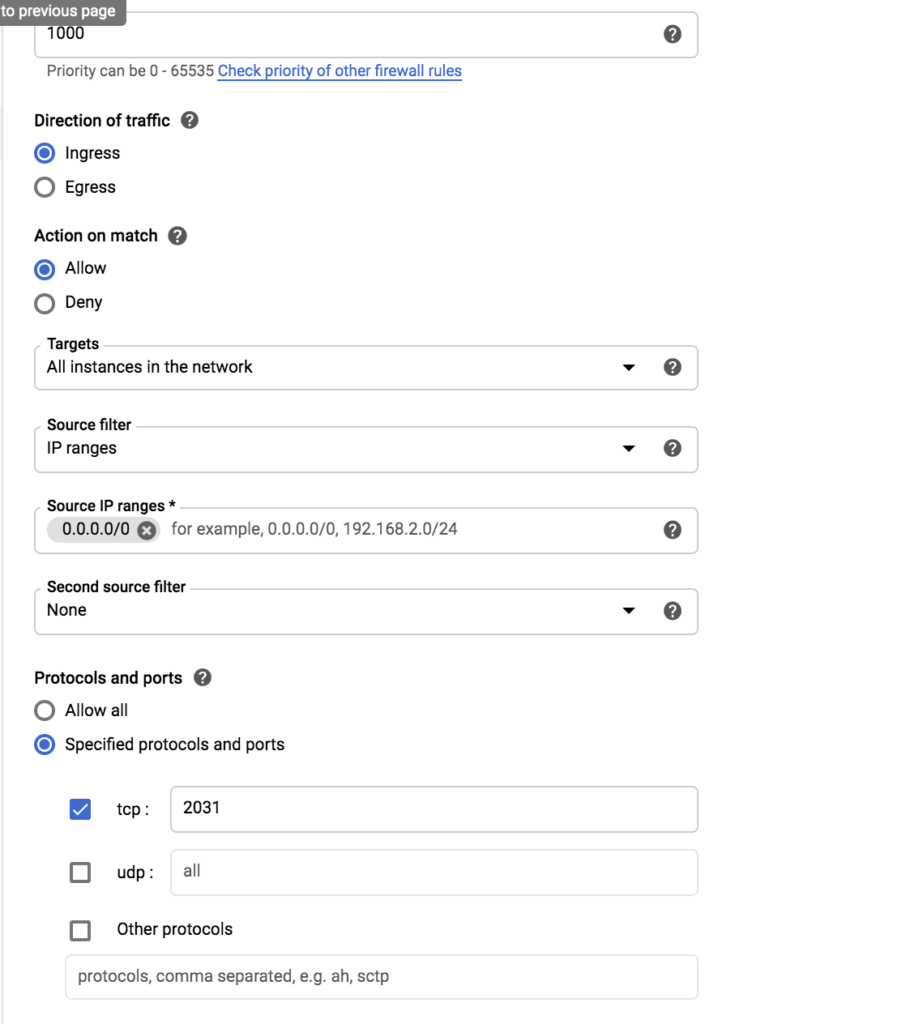 to previous page
1000
Priority can be 0 - 65535 Check priority of other firewall rules
Direction of traffic
Ingress
Egress
Action on match
Allow
Deny
Targets
All instances in the network
Source filter
IP ranges
Source IP ranges *
0.0.0.0/0 for example, 0.0.0.0/0, 192.168.2.0/24
Second source filter
None
Protocols and ports
Allow all
Specified protocols and ports
tcp : 2031
udp : all
Other protocols
protocols, comma separated, e.g. ah, sctp